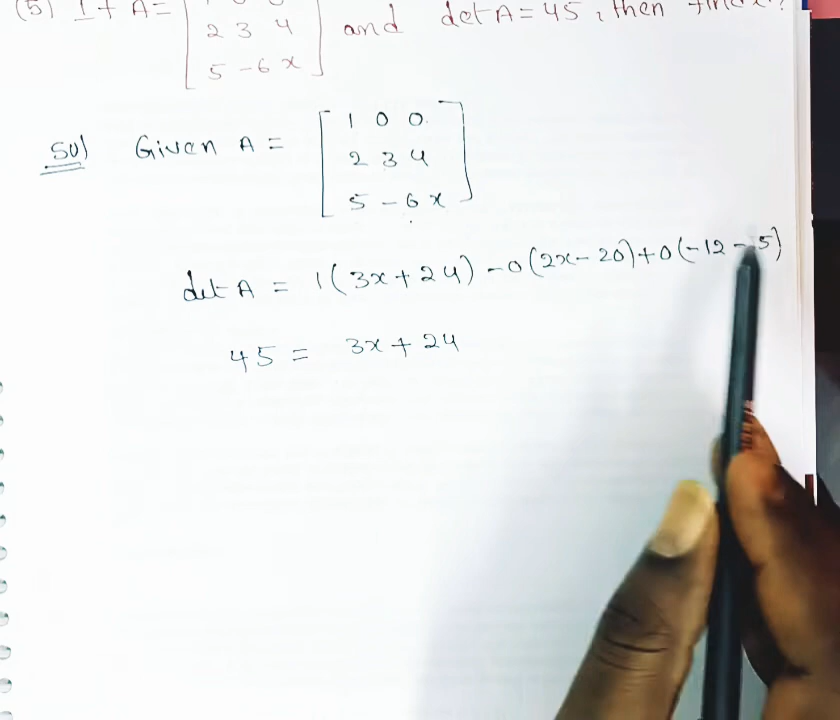 (5) If A =
2 3 4 and det A = 45, then find x?
5 -6 x
Sol Given A = 1 0 0
2 3 4
5 -6 x
det A = 1(3x + 24) - 0(2x - 20) + 0(-12 - 5)
45 = 3x + 24